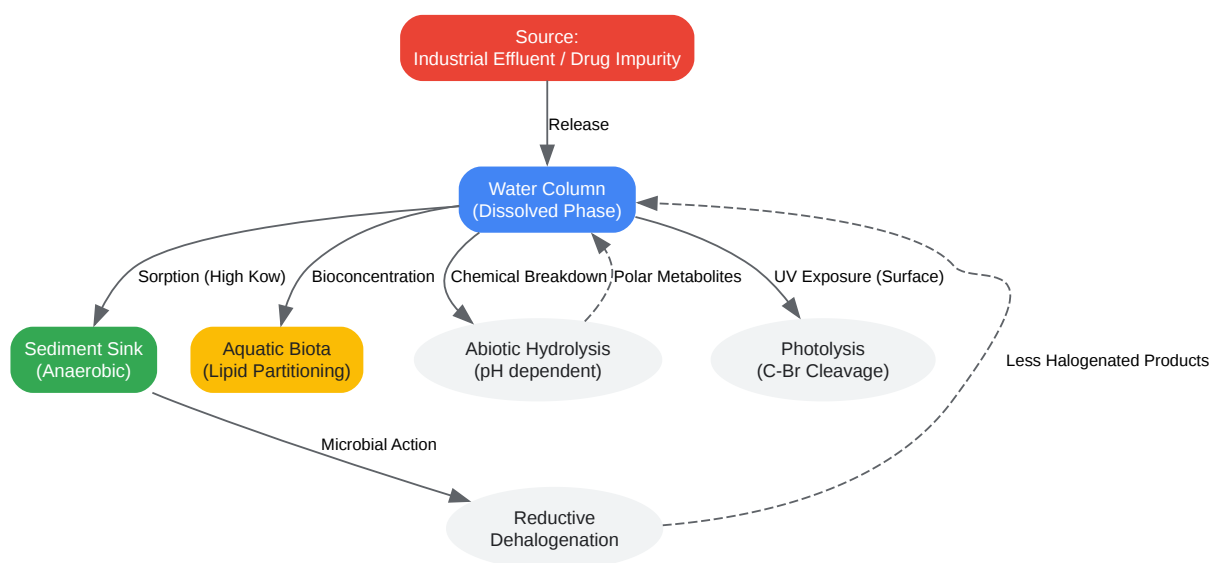 Source:
Industrial Effluent / Drug Impurity
Release
Water Column
(Dissolved Phase)
Sorption (High Kow)
Bioconcentration
Chemical Breakdown
Polar Metabolites
UV Exposure (Surface)
Sediment Sink
(Anaerobic)
Aquatic Biota
(Lipid Partitioning)
Abiotic Hydrolysis
(pH dependent)
Photolysis
(C-Br Cleavage)
Less Halogenated Products
Microbial Action
Reductive
Dehalogenation